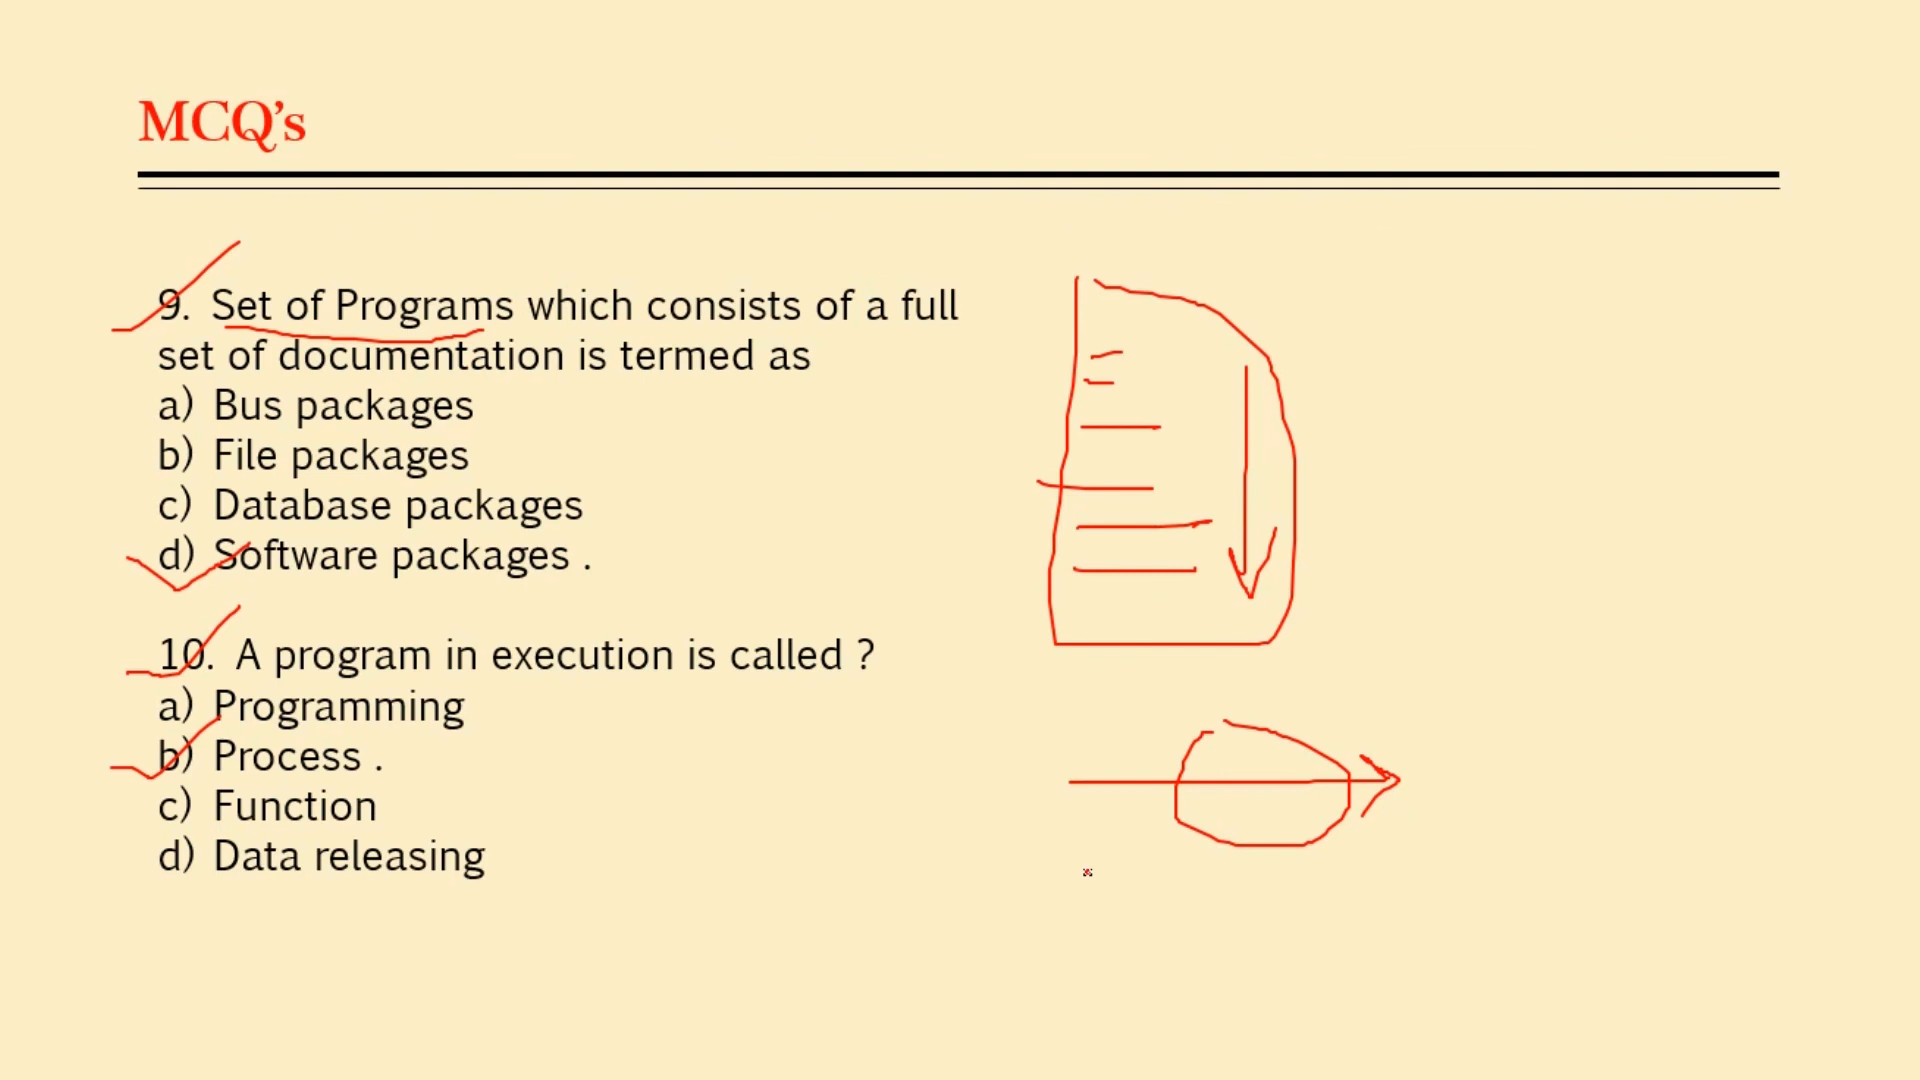 MCQ’s
9. Set of Programs which consists of a full
set of documentation is termed as
a) Bus packages
b) File packages
c) Database packages
d) Software packages .
10. A program in execution is called ?
a) Programming
b) Process .
c) Function
d) Data releasing